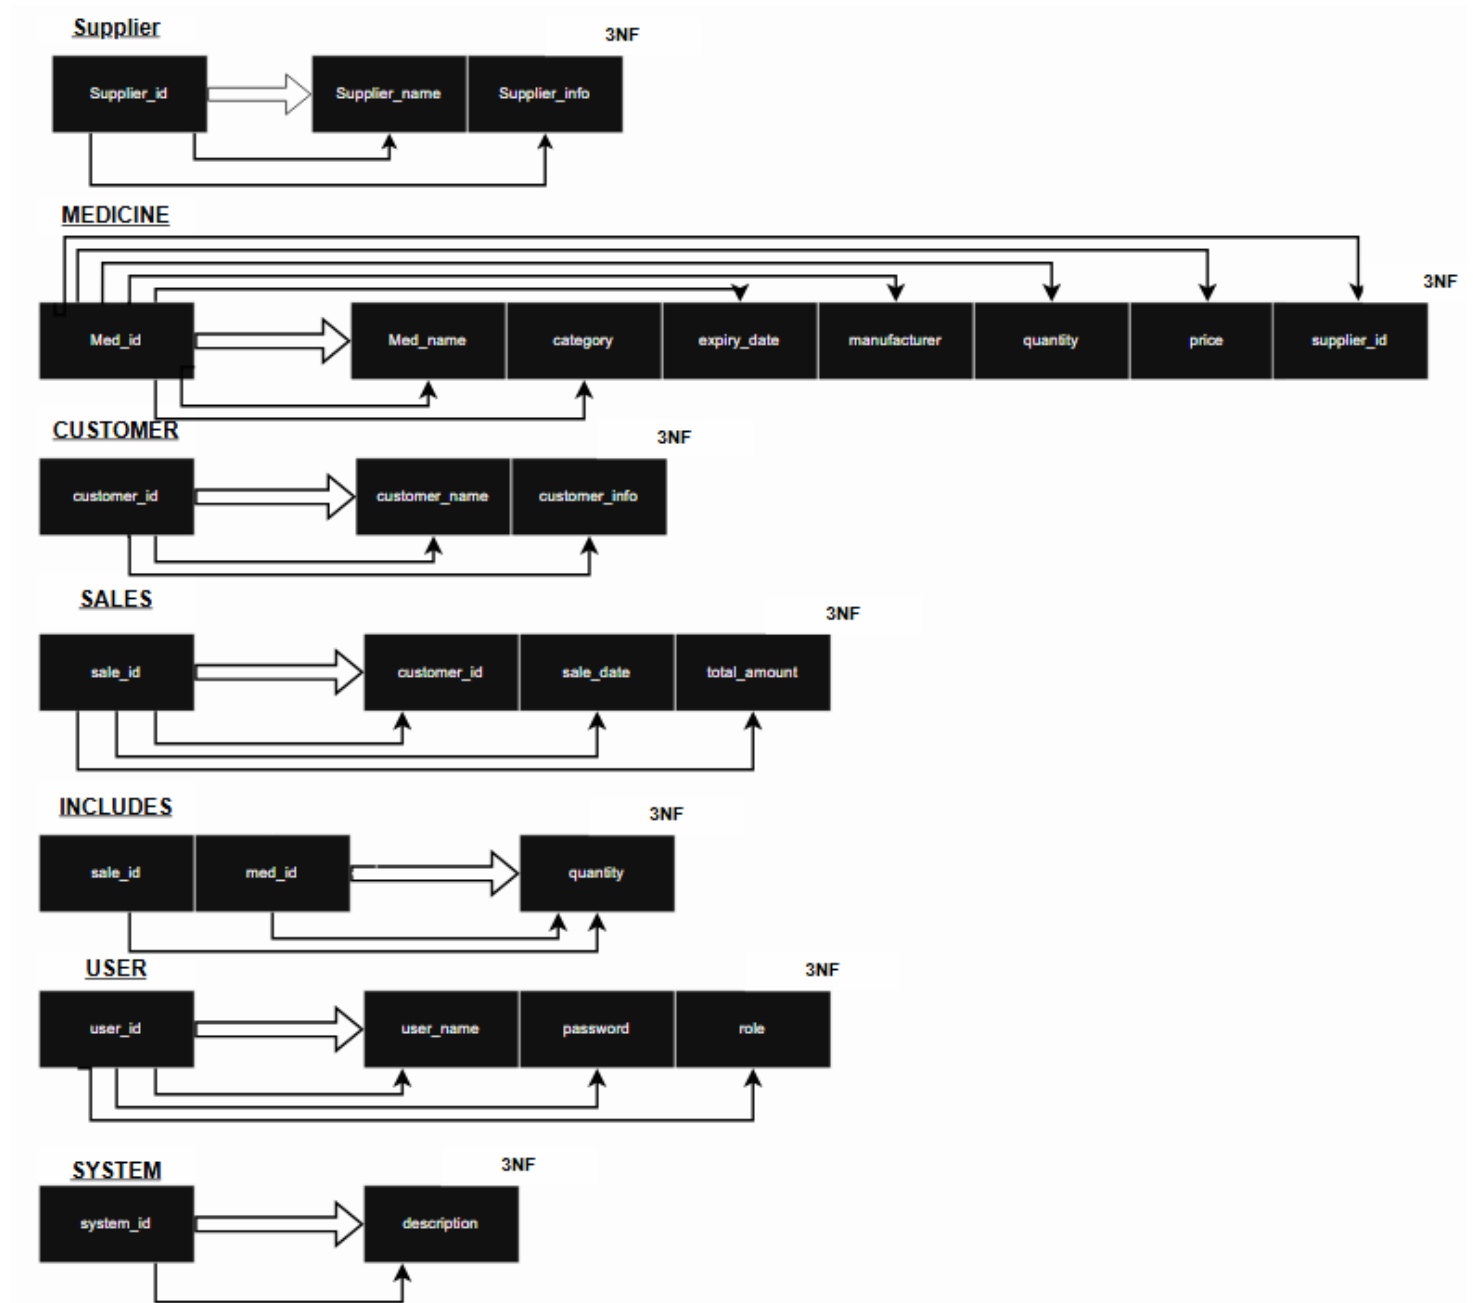 Supplier
3NF
Supplier_id Supplier_name Supplier_info
MEDICINE
3NF
Med_id Med_name category expiry_date manufacturer quantity price supplier_id
CUSTOMER
3NF
customer_id customer_name customer_info
SALES
3NF
sale_id customer_id sale_date total_amount
INCLUDES
3NF
sale_id med_id quantity
USER
3NF
user_id user_name password role
SYSTEM
3NF
system_id description